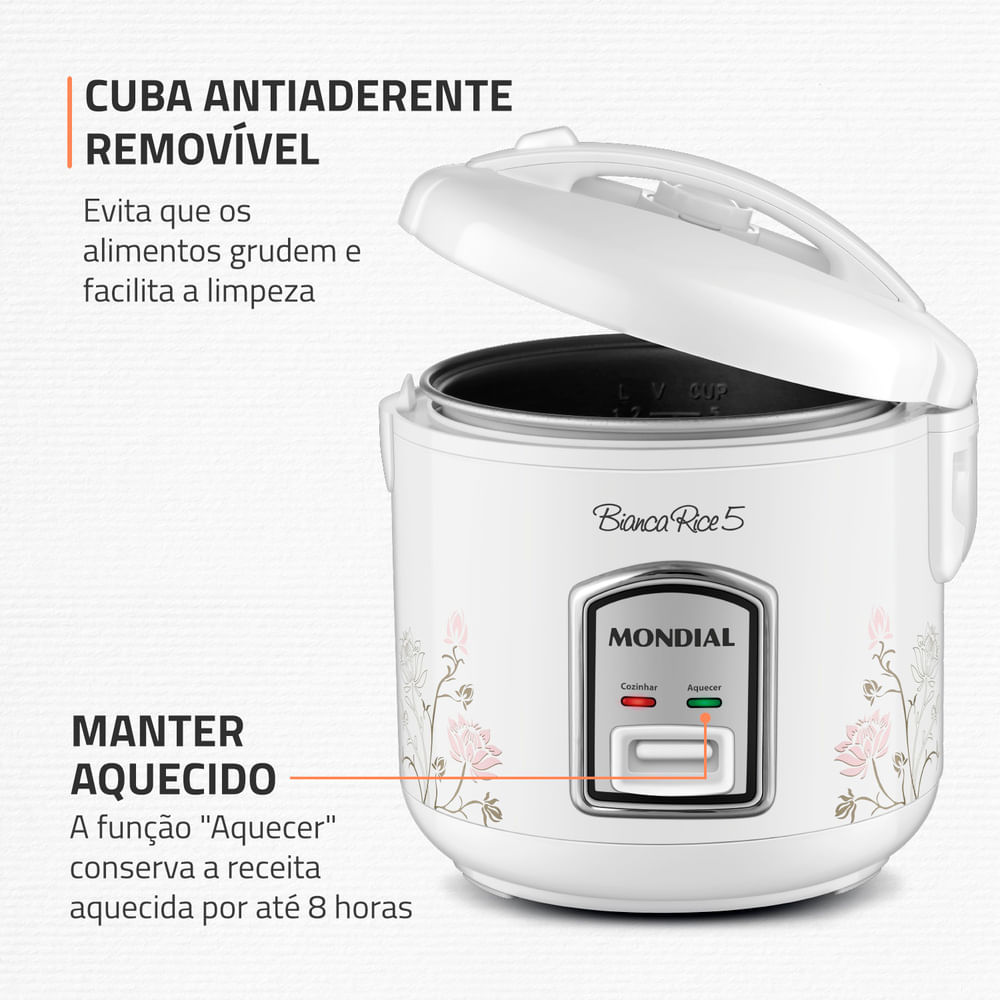 CUBA ANTIADERENTE
REMOVÍVEL
Evita que os
alimentos grudem e
facilita a limpeza
L V CUP
Bianca Rice 5
MONDIAL
Cozinhar Aquecer
MANTER
AQUECIDO
A função "Aquecer"
conserva a receita
aquecida por até 8 horas